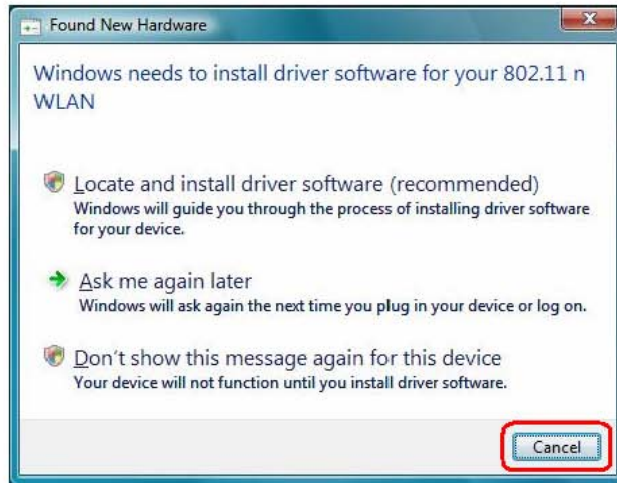 Found New Hardware
Windows needs to install driver software for your 802.11 n
WLAN
Locate and install driver software (recommended)
Windows will guide you through the process of installing driver software
for your device.
Ask me again later
Windows will ask again the next time you plug in your device or log on.
Don't show this message again for this device
Your device will not function until you install driver software.
Cancel